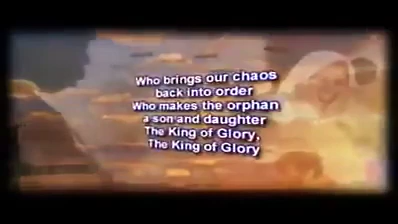 Who brings our chaos
back into order
Who makes the orphan
a son and daughter
The King of Glory,
The King of Glory